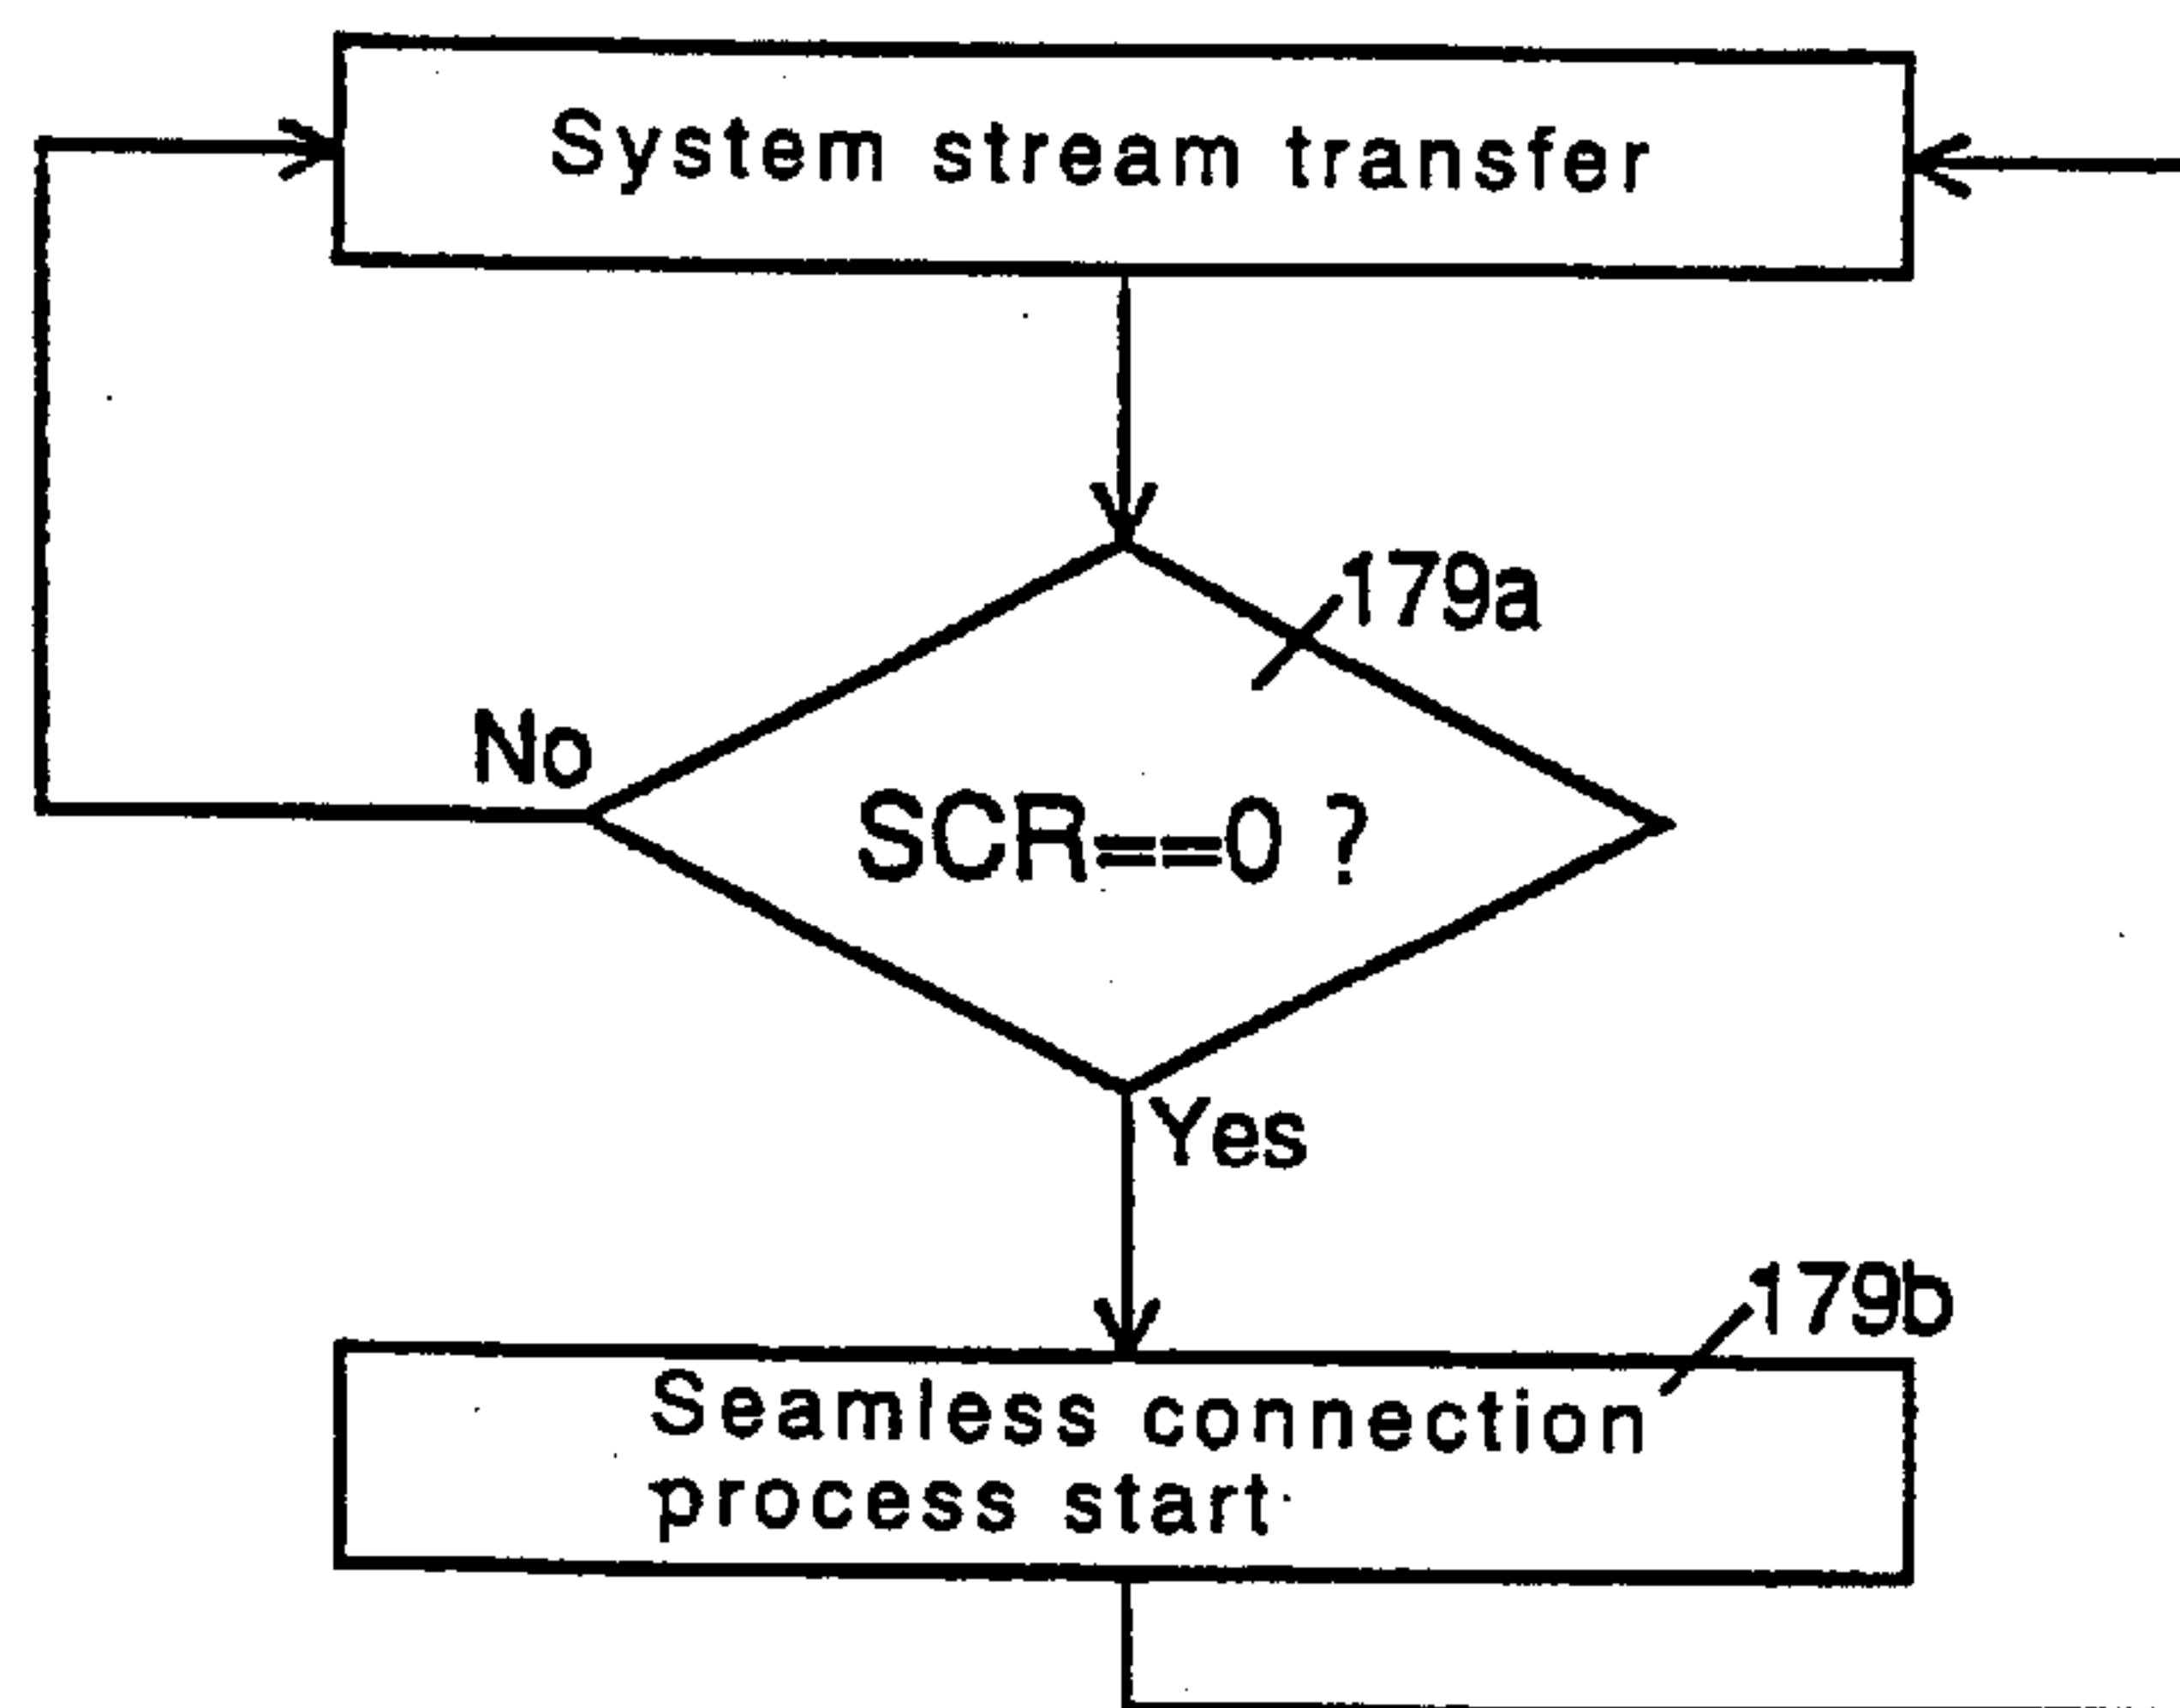 System stream transfer
179a
No
SCR==0 ?
Yes
179b
Seamless connection
process start